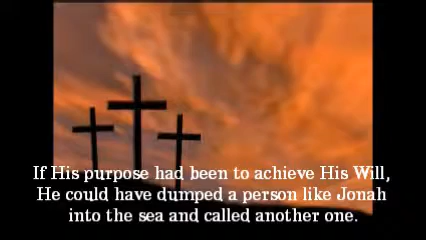 If His purpose had been to achieve His Will,
He could have dumped a person like Jonah
into the sea and called another one.